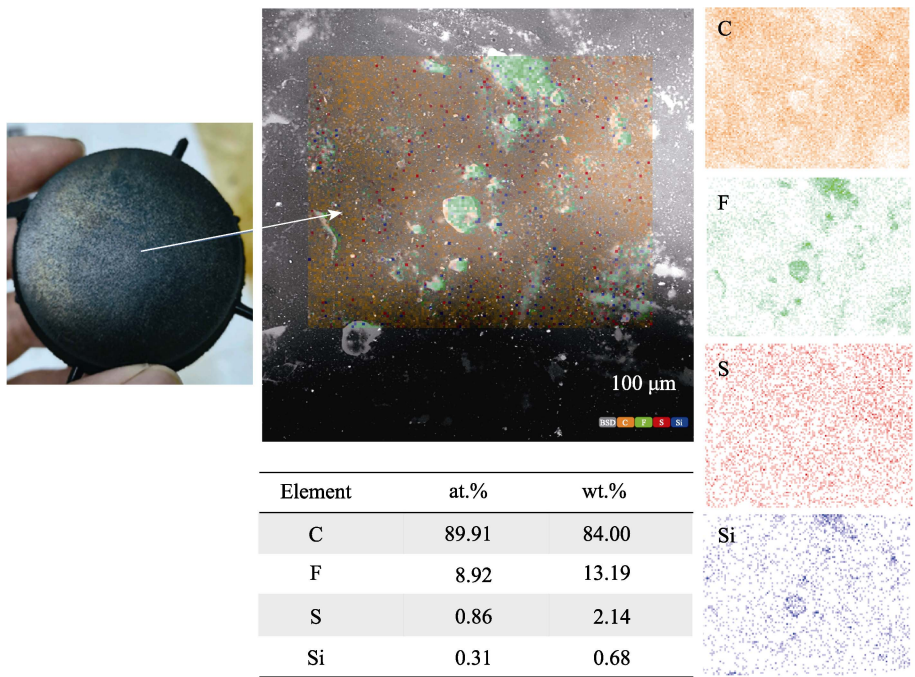 C
F
S
Si
100 μm
BSD C F S Si
Element at.% wt.%
C 89.91 84.00
F 8.92 13.19
S 0.86 2.14
Si 0.31 0.68